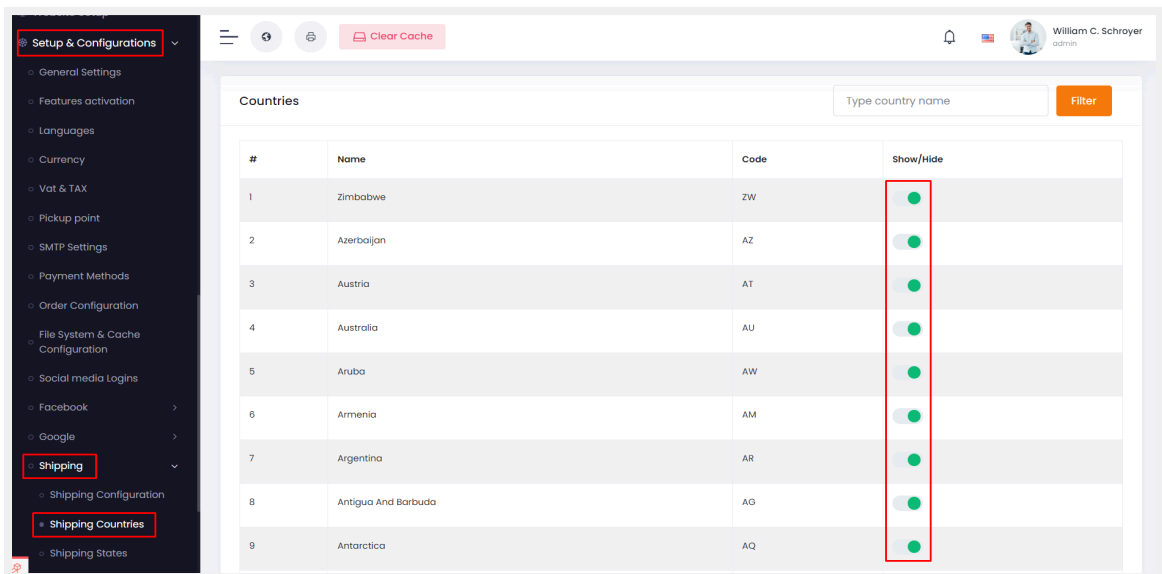 Setup & Configurations
General Settings
Features activation
Languages
Currency
Vat & TAX
Pickup point
SMTP Settings
Payment Methods
Order Configuration
File System & Cache
Configuration
Social media Logins
Facebook
Google
Shipping
Shipping Configuration
Shipping Countries
Shipping States
Clear Cache
William C. Schroyer
admin
Countries
Type country name
Filter
# Name Code Show/Hide
1 Zimbabwe ZW
2 Azerbaijan AZ
3 Austria AT
4 Australia AU
5 Aruba AW
6 Armenia AM
7 Argentina AR
8 Antigua And Barbuda AG
9 Antarctica AQ